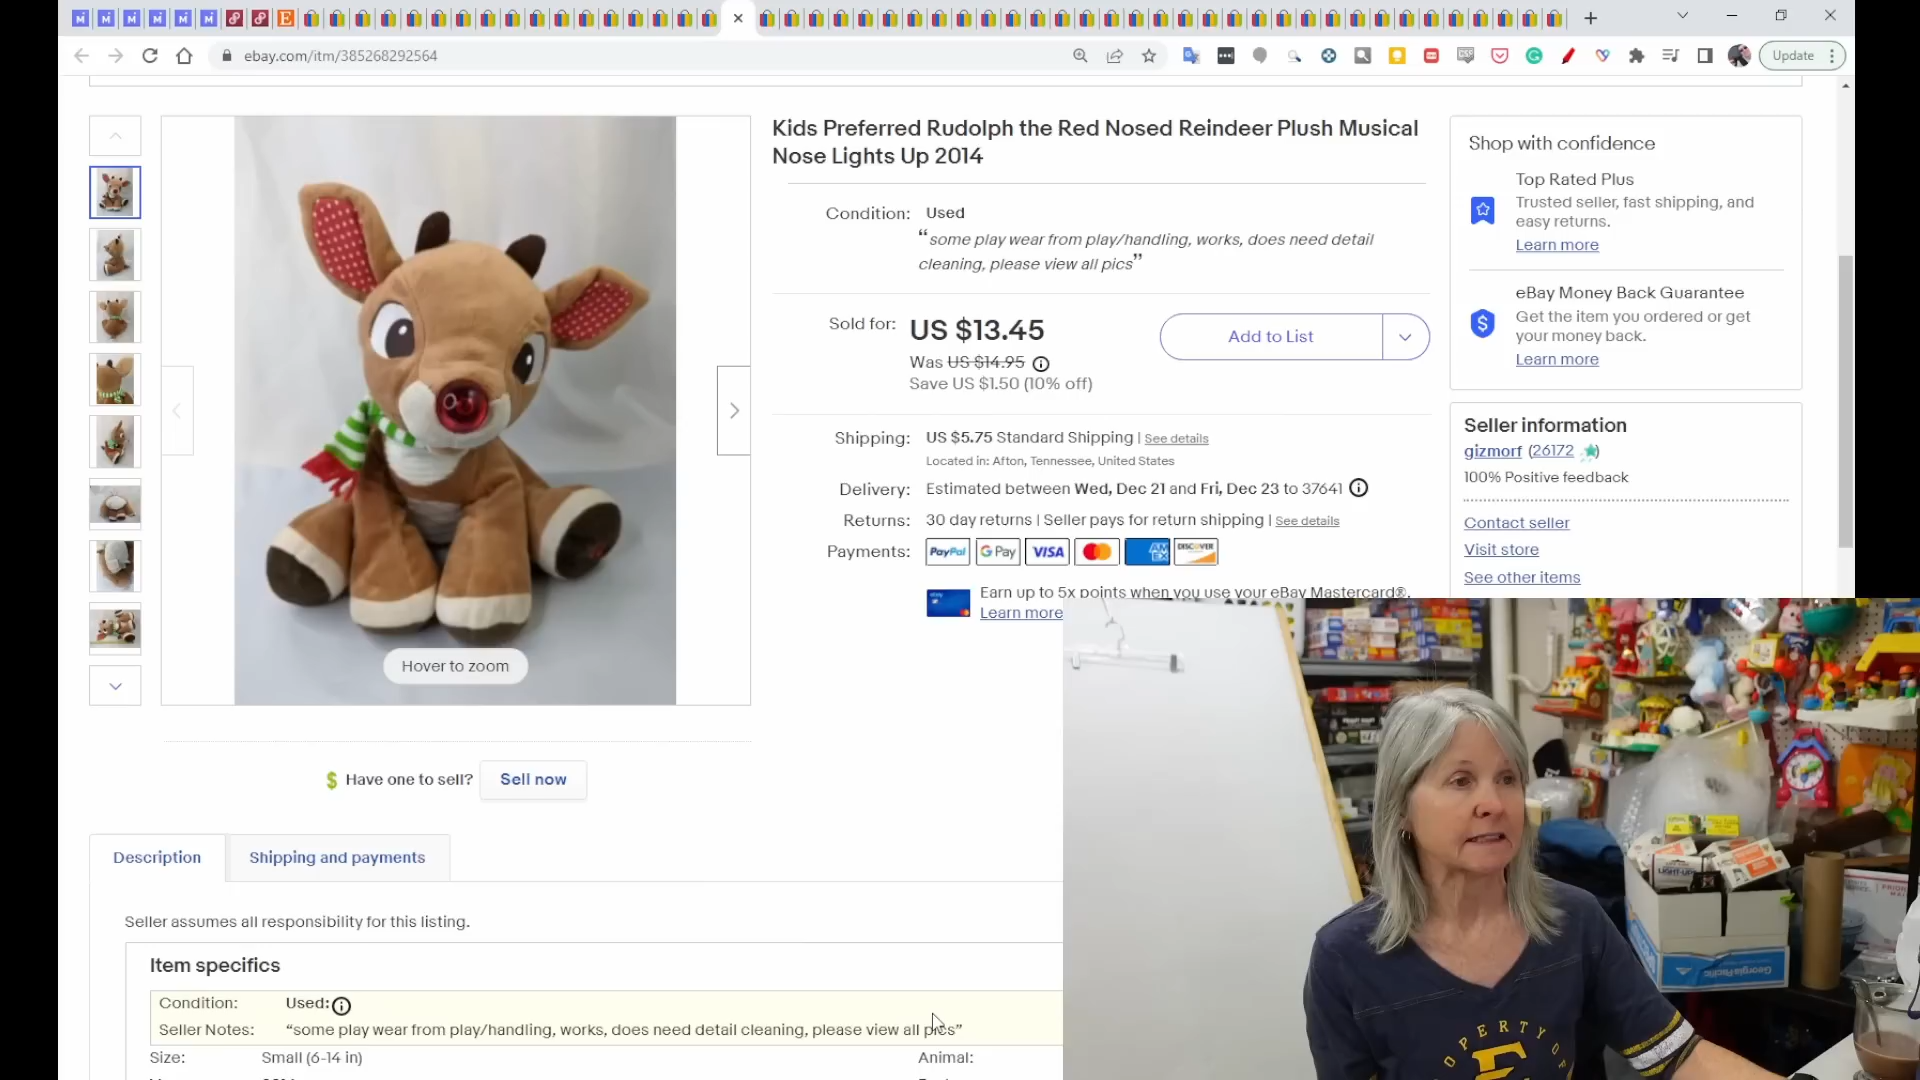 ebay.com/itm/385268292564
Update
Kids Preferred Rudolph the Red Nosed Reindeer Plush Musical
Nose Lights Up 2014
Condition: Used
“some play wear from play/handling, works, does need detail
cleaning, please view all pics”
Sold for: US $13.45
Was US $14.95
Save US $1.50 (10% off)
Add to List
Shipping: US $5.75 Standard Shipping | See details
Located in: Afton, Tennessee, United States
Delivery: Estimated between Wed, Dec 21 and Fri, Dec 23 to 37641
Returns: 30 day returns | Seller pays for return shipping | See details
Payments: PayPal G Pay VISA DISCOVER
Earn up to 5x points when you use your eBay Mastercard®.
Learn more
Shop with confidence
Top Rated Plus
Trusted seller, fast shipping, and
easy returns.
Learn more
eBay Money Back Guarantee
Get the item you ordered or get
your money back.
Learn more
Seller information
gizmorf (26172)
100% Positive feedback
Contact seller
Visit store
See other items
Hover to zoom
Have one to sell? Sell now
Description
Shipping and payments
Seller assumes all responsibility for this listing.
Item specifics
Condition: Used:
Seller Notes: “some play wear from play/handling, works, does need detail cleaning, please view all pics”
Size: Small (6-14 in)
Animal:
Georgia-Pacific